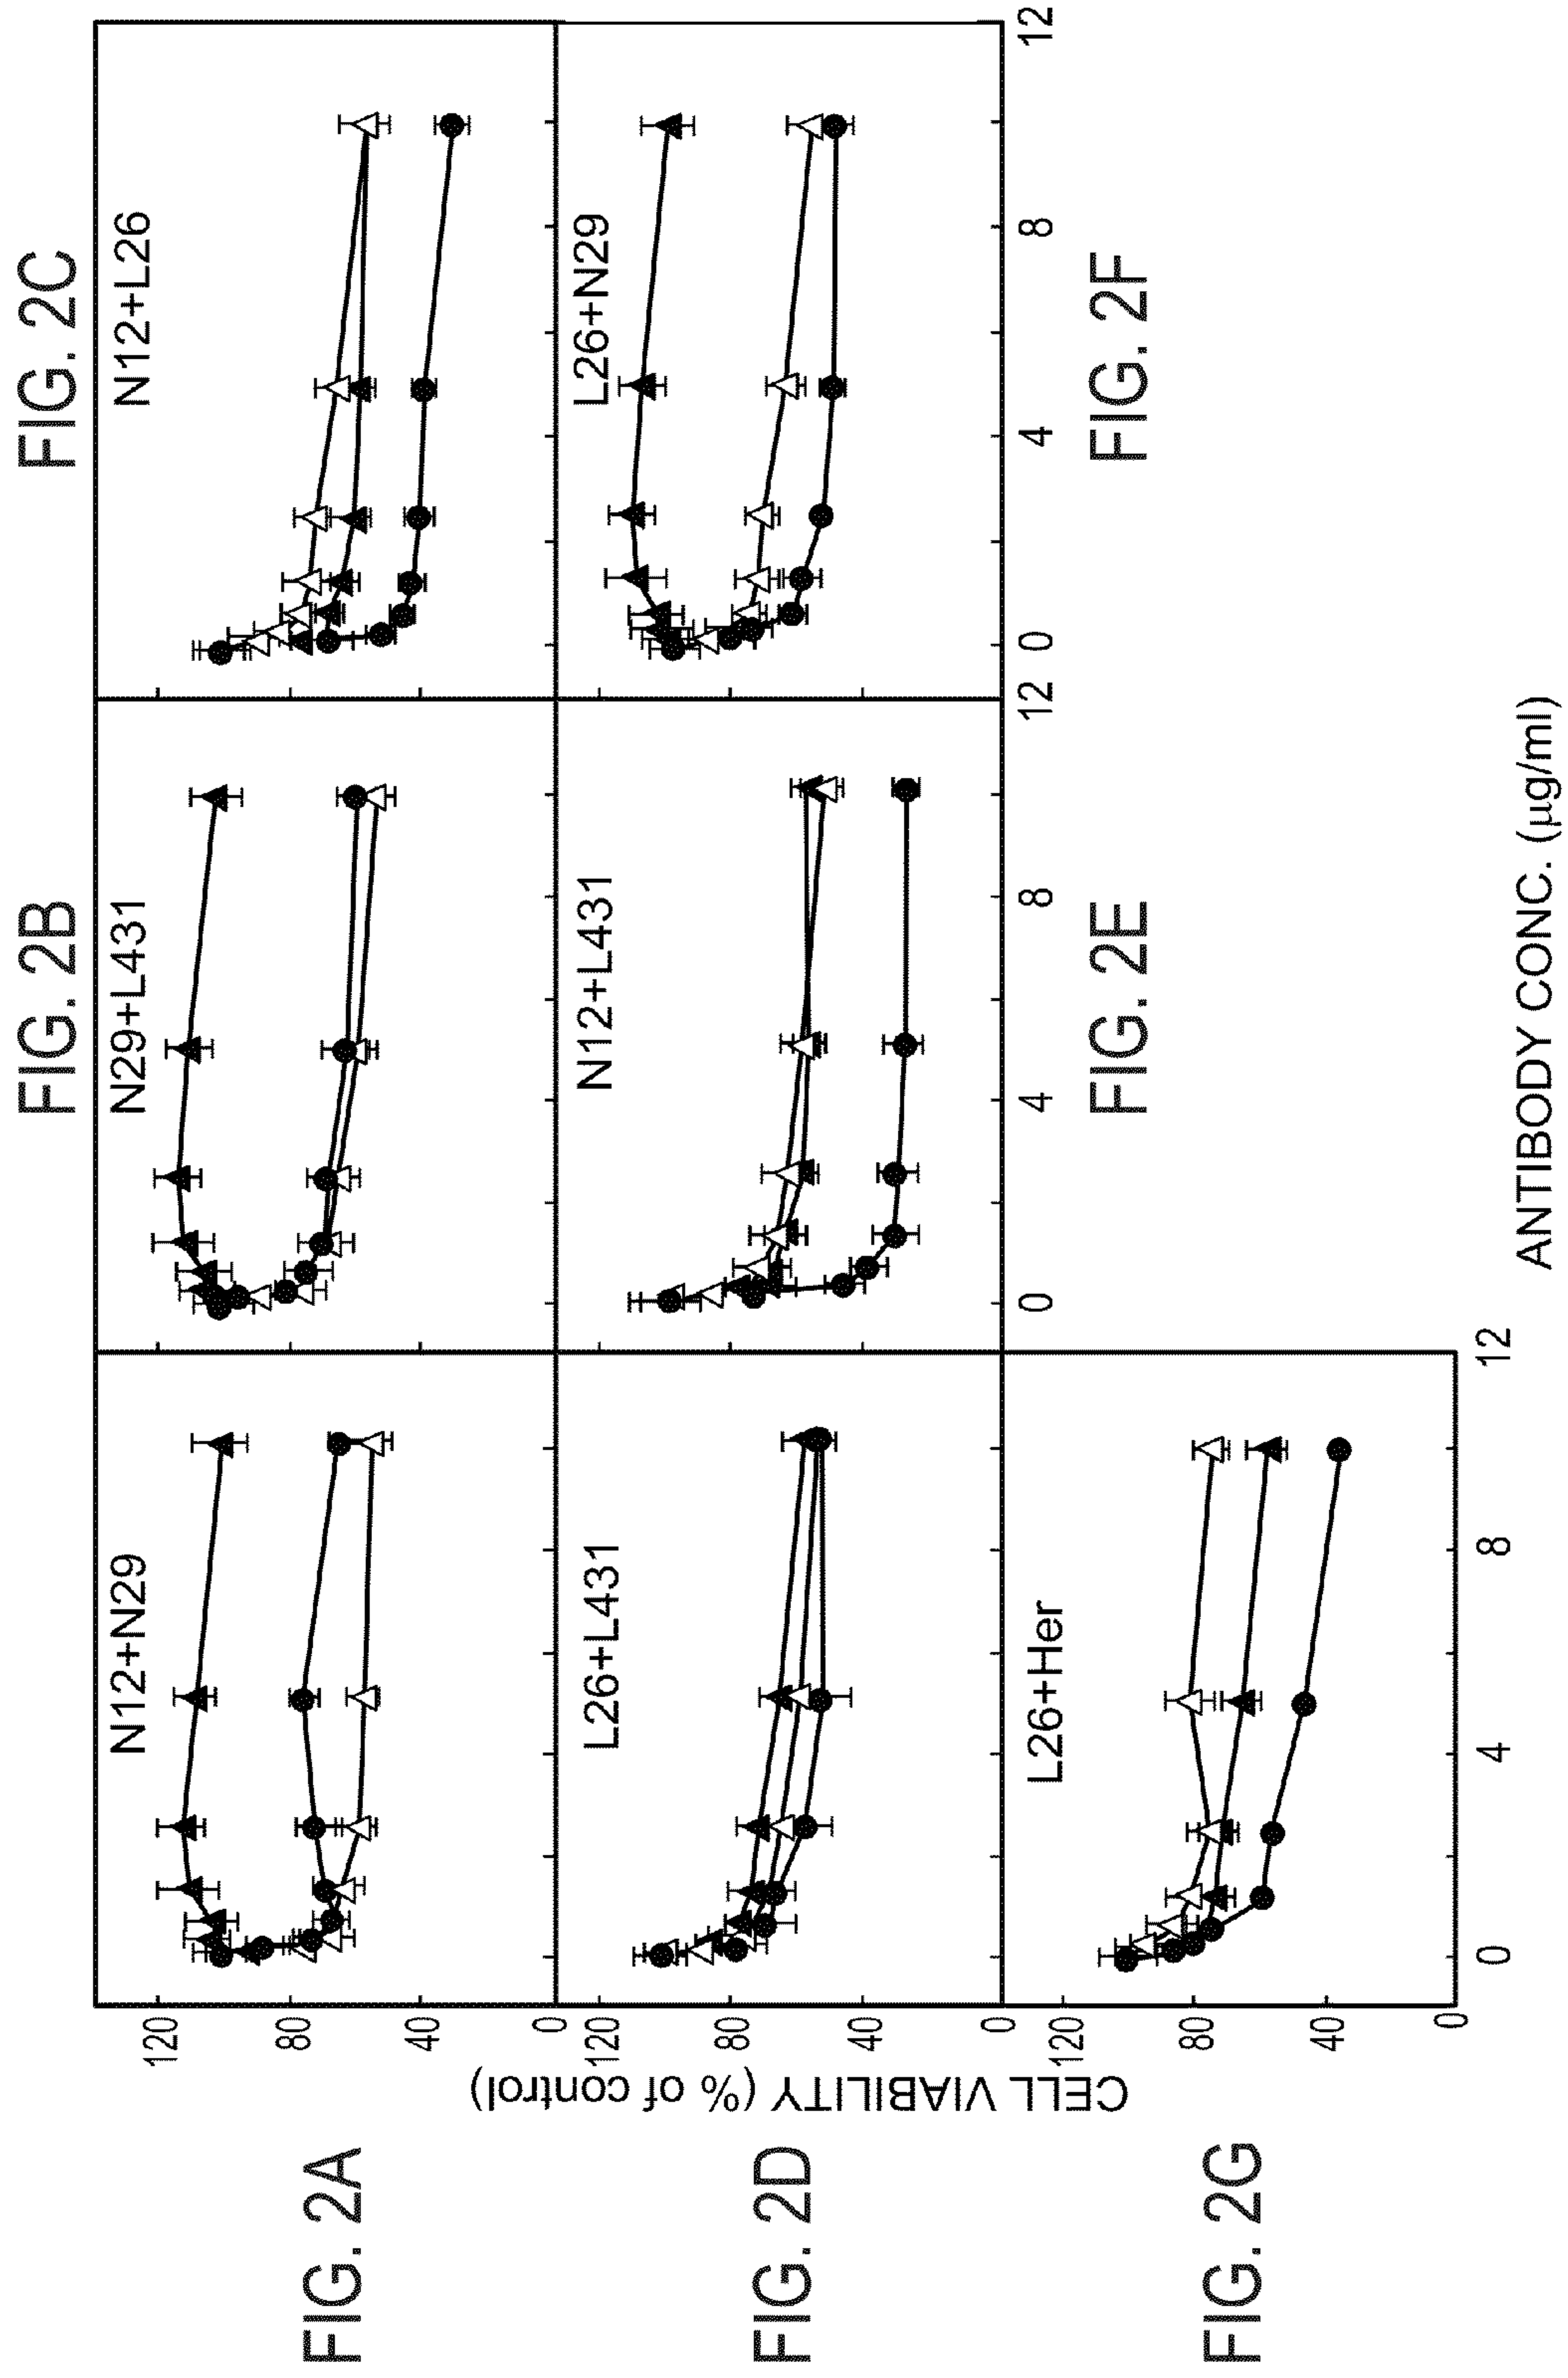 FIG. 2A
FIG. 2B
FIG. 2C
N12+N29
N29+L431
N12+L26
120
80
40
0
FIG. 2D
L26+L431
N12+L431
L26+N29
120
80
40
0
CELL VIABILITY (% of control)
0
4
8
12
0
4
8
12
FIG. 2E
FIG. 2F
FIG. 2G
L26+Her
120
80
40
0
0
4
8
12
ANTIBODY CONC. (μg/ml)